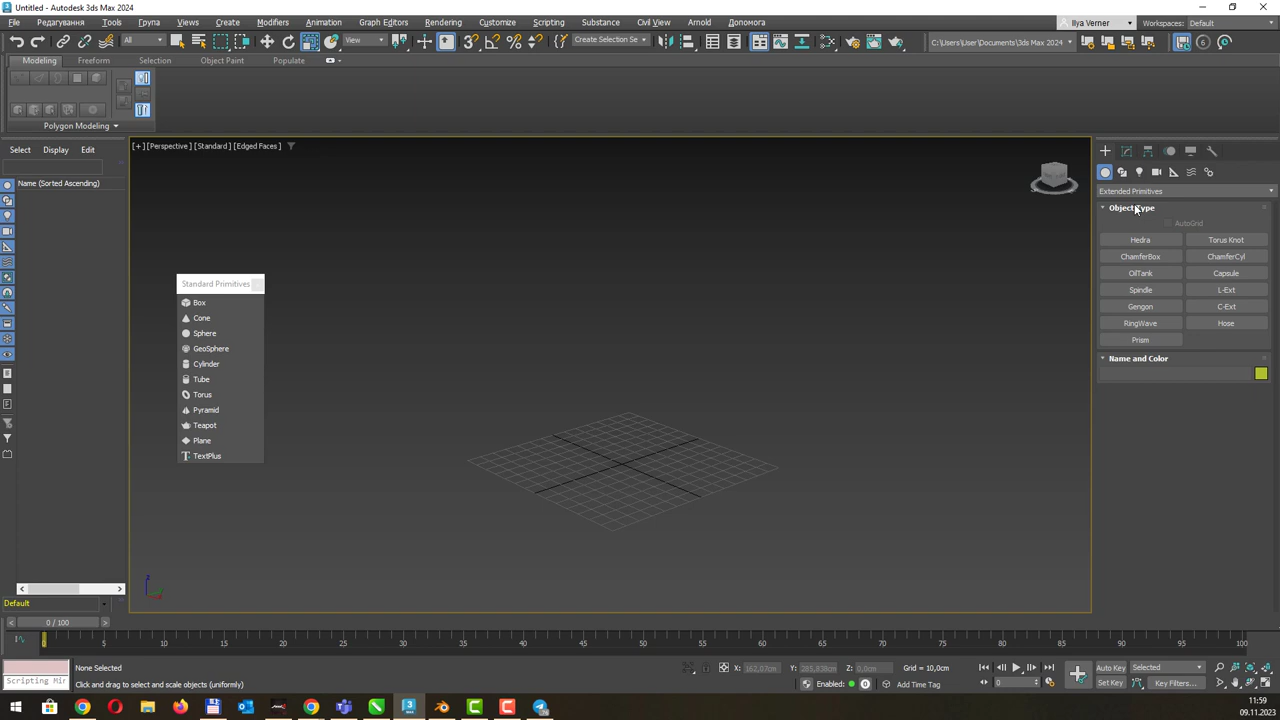 Untitled - Autodesk 3ds Max 2024
File Редагування Tools Група Views Create Modifiers Animation Graph Editors Rendering Customize Scripting Substance Civil View Arnold Допомога Ilya Verner Workspaces: Default
All View Create Selection Se C:\Users\User\Documents\3ds Max 2024 6
Modeling Freeform Selection Object Paint Populate
Polygon Modeling
Select Display Edit
[+] [Perspective] [Standard] [Edged Faces]
Name (Sorted Ascending)
Extended Primitives
Object Type
AutoGrid
Hedra Torus Knot
ChamferBox ChamferCyl
OilTank Capsule
Spindle L-Ext
Gengon C-Ext
RingWave Hose
Prism
Name and Color
Standard Primitives
Box
Cone
Sphere
GeoSphere
Cylinder
Tube
Torus
Pyramid
Teapot
Plane
TextPlus
z
Default
0 / 100
0 5 10 15 20 25 30 35 40 45 50 55 60 65 70 75 80 85 90 95 100
None Selected X: 162,07cm Y: 285,838cm Z: 0,0cm Grid = 10,0cm Auto Key Selected
Scripting Mir Click and drag to select and scale objects (uniformly) Enabled: Add Time Tag 0 Set Key Key Filters...
11:59
09.11.2023